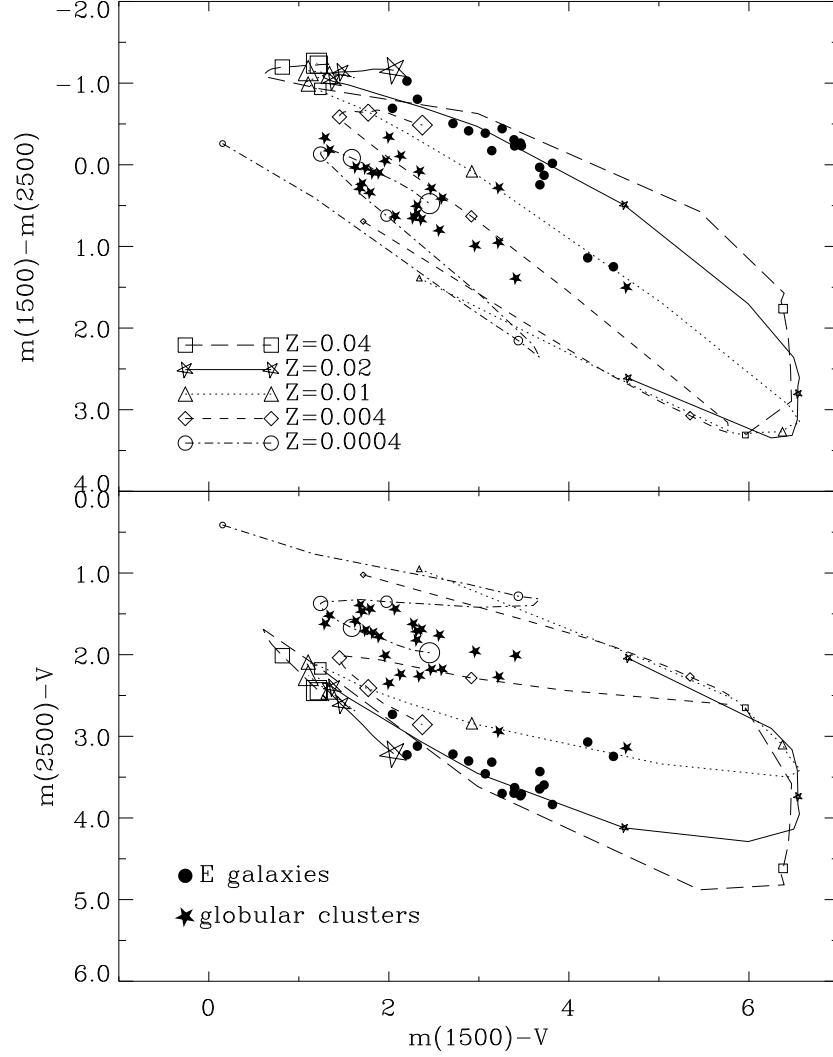 -2.0
-1.0
0.0
1.0
2.0
3.0
4.0
m(1500)-m(2500)
Z=0.04
Z=0.02
Z=0.01
Z=0.004
Z=0.0004
0.0
1.0
2.0
3.0
4.0
5.0
6.0
m(2500)-V
E galaxies
globular clusters
0 2 4 6
m(1500)-V